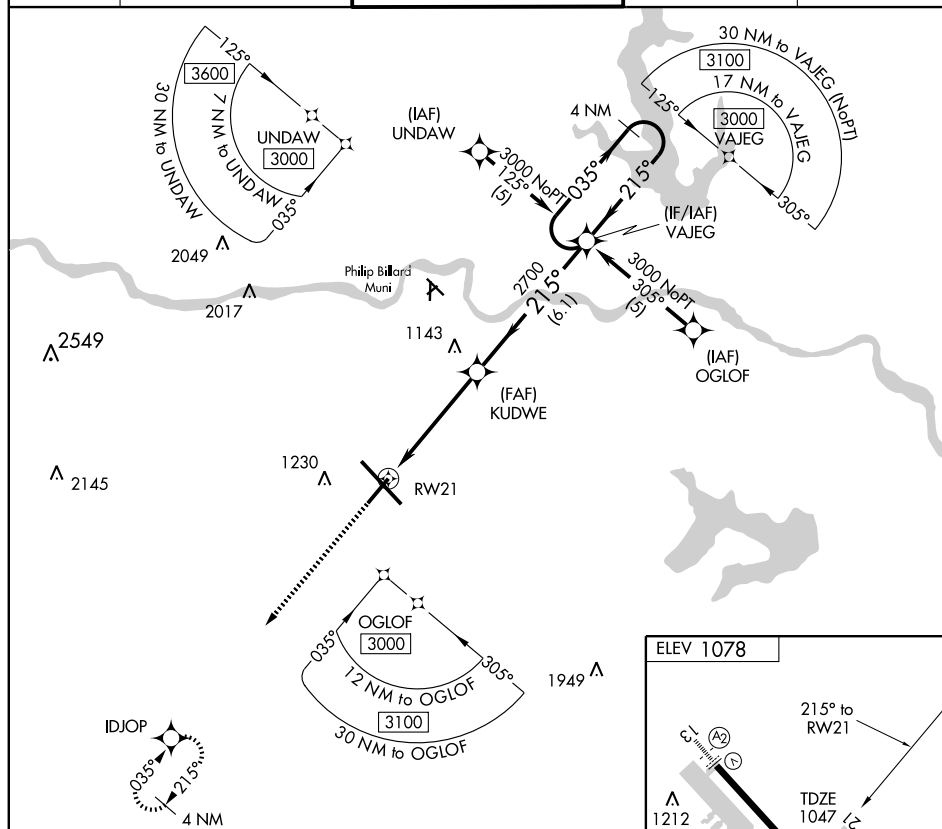 125°
3600
30 NM to UNDAW
7 NM to UNDAW
UNDAW
3000
035°
2049
(IAF)
UNDAW
3000 NoPT
125°
(5)
4 NM
035°
215°
30 NM to VAJEG (NoPT)
3100
17 NM to VAJEG
125°
3000
VAJEG
305°
(IF/IAF)
VAJEG
3000 NoPT
305°
(5)
(IAF)
OGLOF
Philip Billard
Muni
2017
2700
215°
(6.1)
1143
2549
(FAF)
KUDWE
2145
1230
RW21
OGLOF
3000
035°
305°
12 NM to OGLOF
3100
30 NM to OGLOF
1949
IDJOP
035°
215°
4 NM
ELEV 1078
215° to
RW21
13
A2
V
TDZE
1047
21
1212